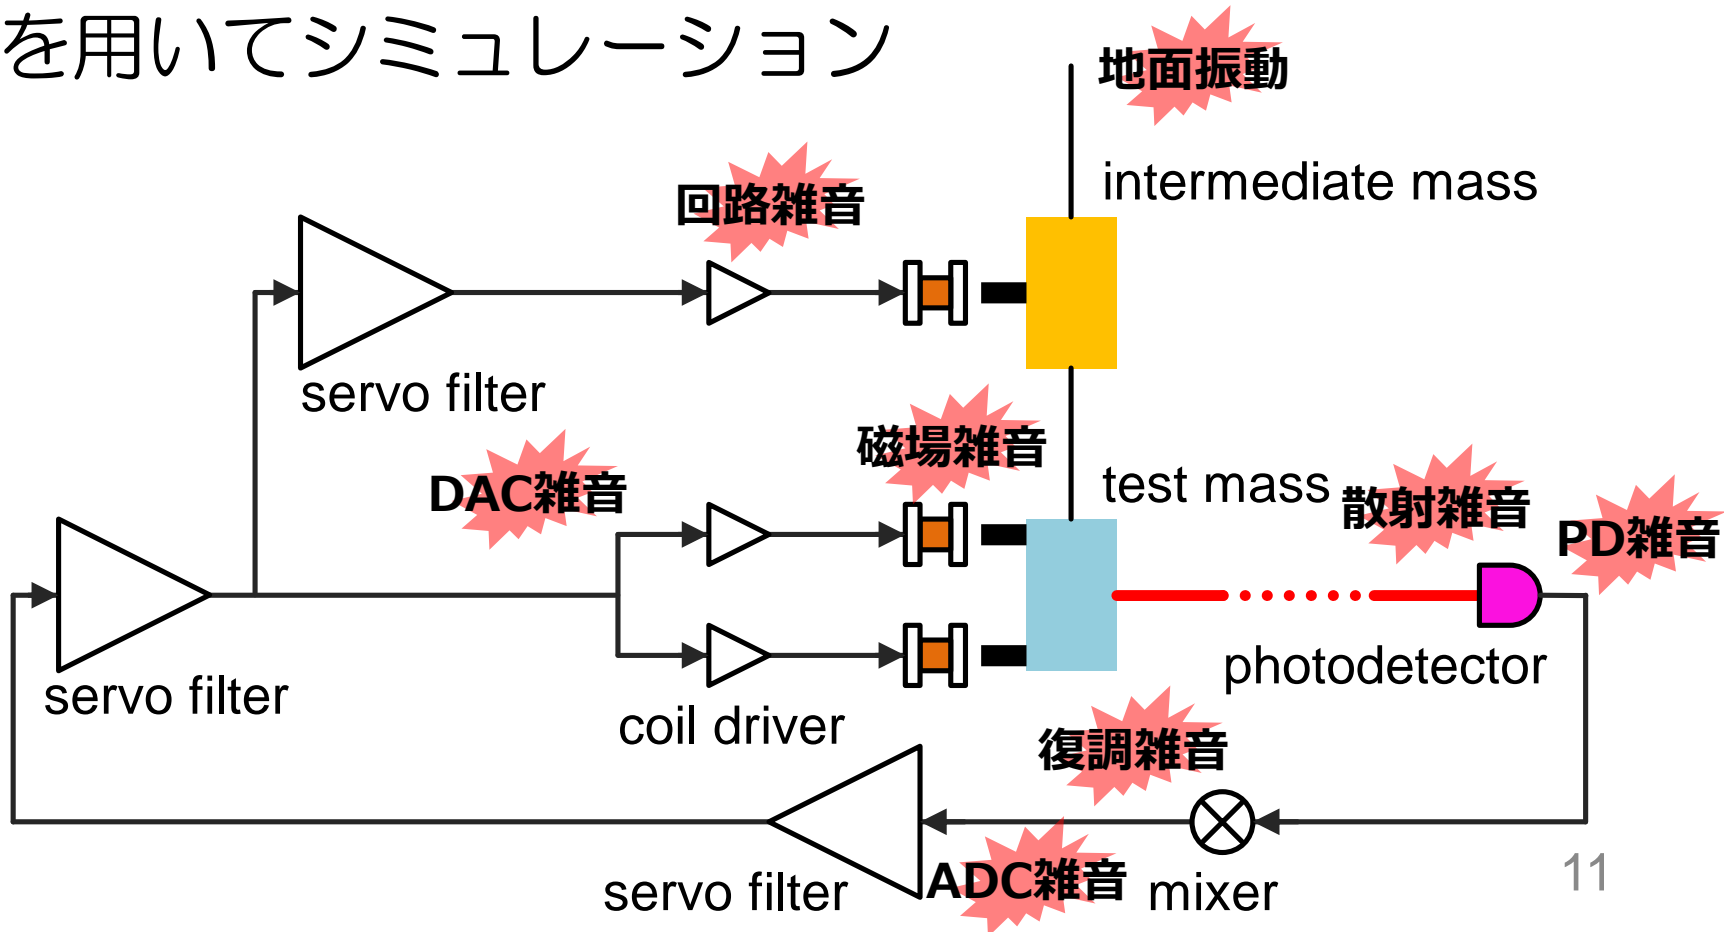 を用いてシミュレーション
地面振動
intermediate mass
回路雑音
servo filter
磁場雑音
DAC雑音
test mass
散射雑音
PD雑音
photodetector
servo filter
coil driver
復調雑音
servo filter
ADC雑音
mixer
11